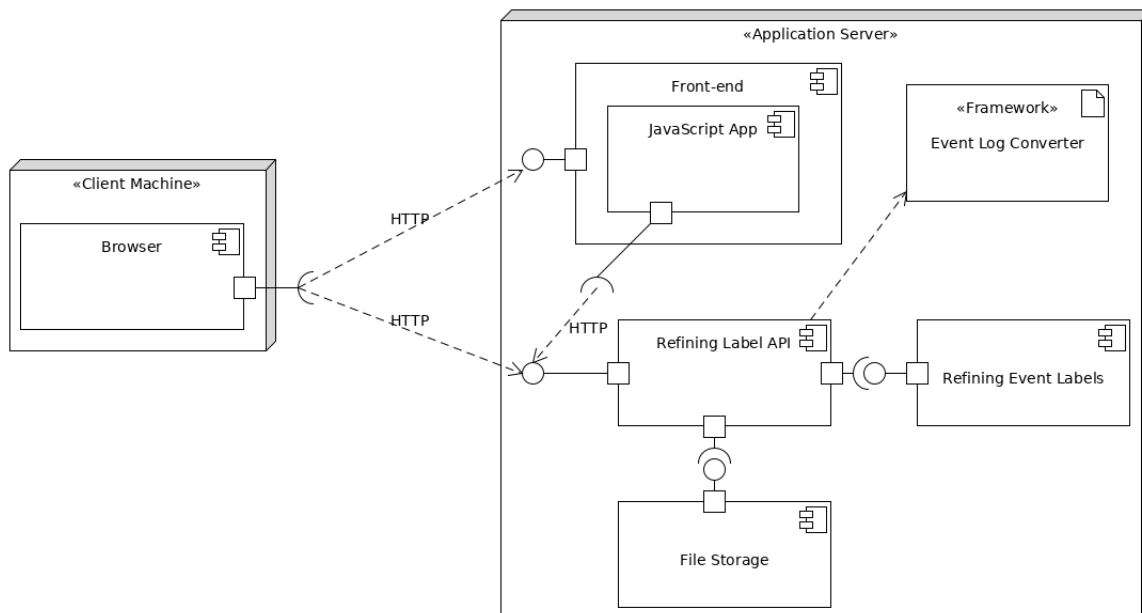 «Application Server»
Front-end
JavaScript App
«Framework»
Event Log Converter
«Client Machine»
Browser
HTTP
HTTP
HTTP
Refining Label API
Refining Event Labels
File Storage